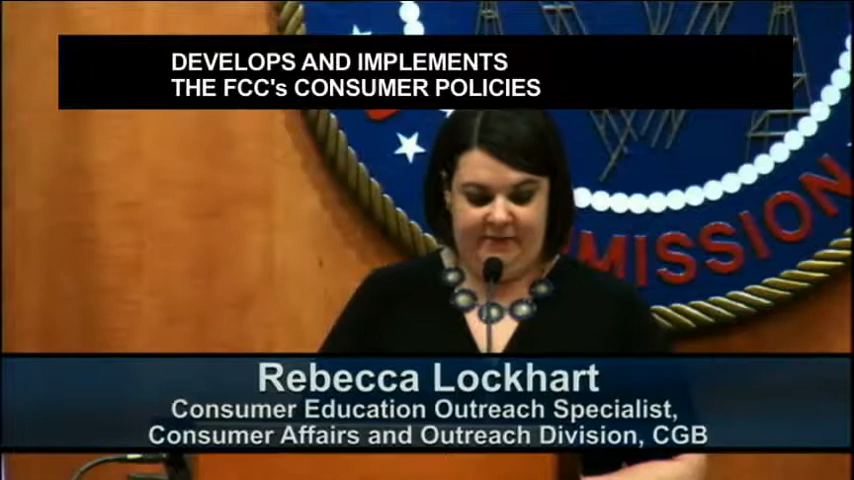 DEVELOPS AND IMPLEMENTS
THE FCC's CONSUMER POLICIES
MISSION
Rebecca Lockhart
Consumer Education Outreach Specialist,
Consumer Affairs and Outreach Division, CGB